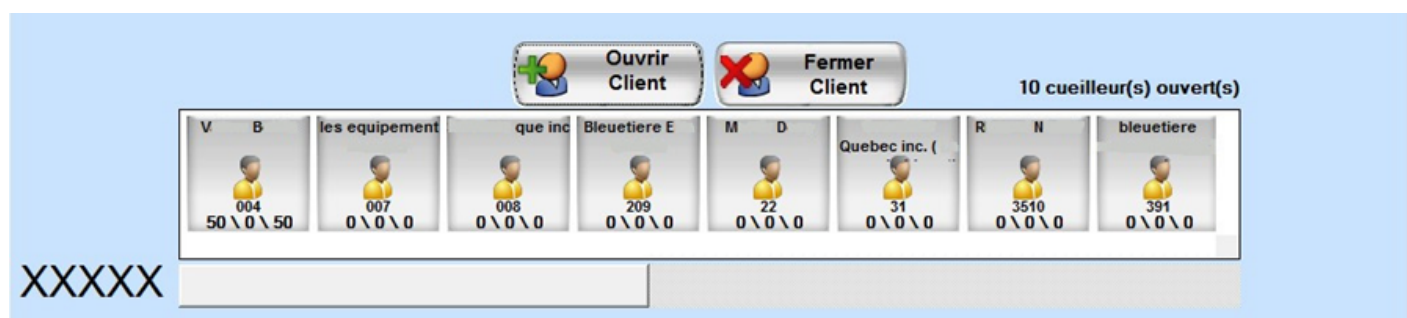 Ouvrir
Client
Fermer
Client
10 cueilleur(s) ouvert(s)
V B
les equipement
que inc
Bleuetiere E
M D
Quebec inc. (
R N
bleuetiere
004
007
008
209
22
31
3510
391
50 \ 0 \ 50
0 \ 0 \ 0
0 \ 0 \ 0
0 \ 0 \ 0
0 \ 0 \ 0
0 \ 0 \ 0
0 \ 0 \ 0
0 \ 0 \ 0
XXXXX